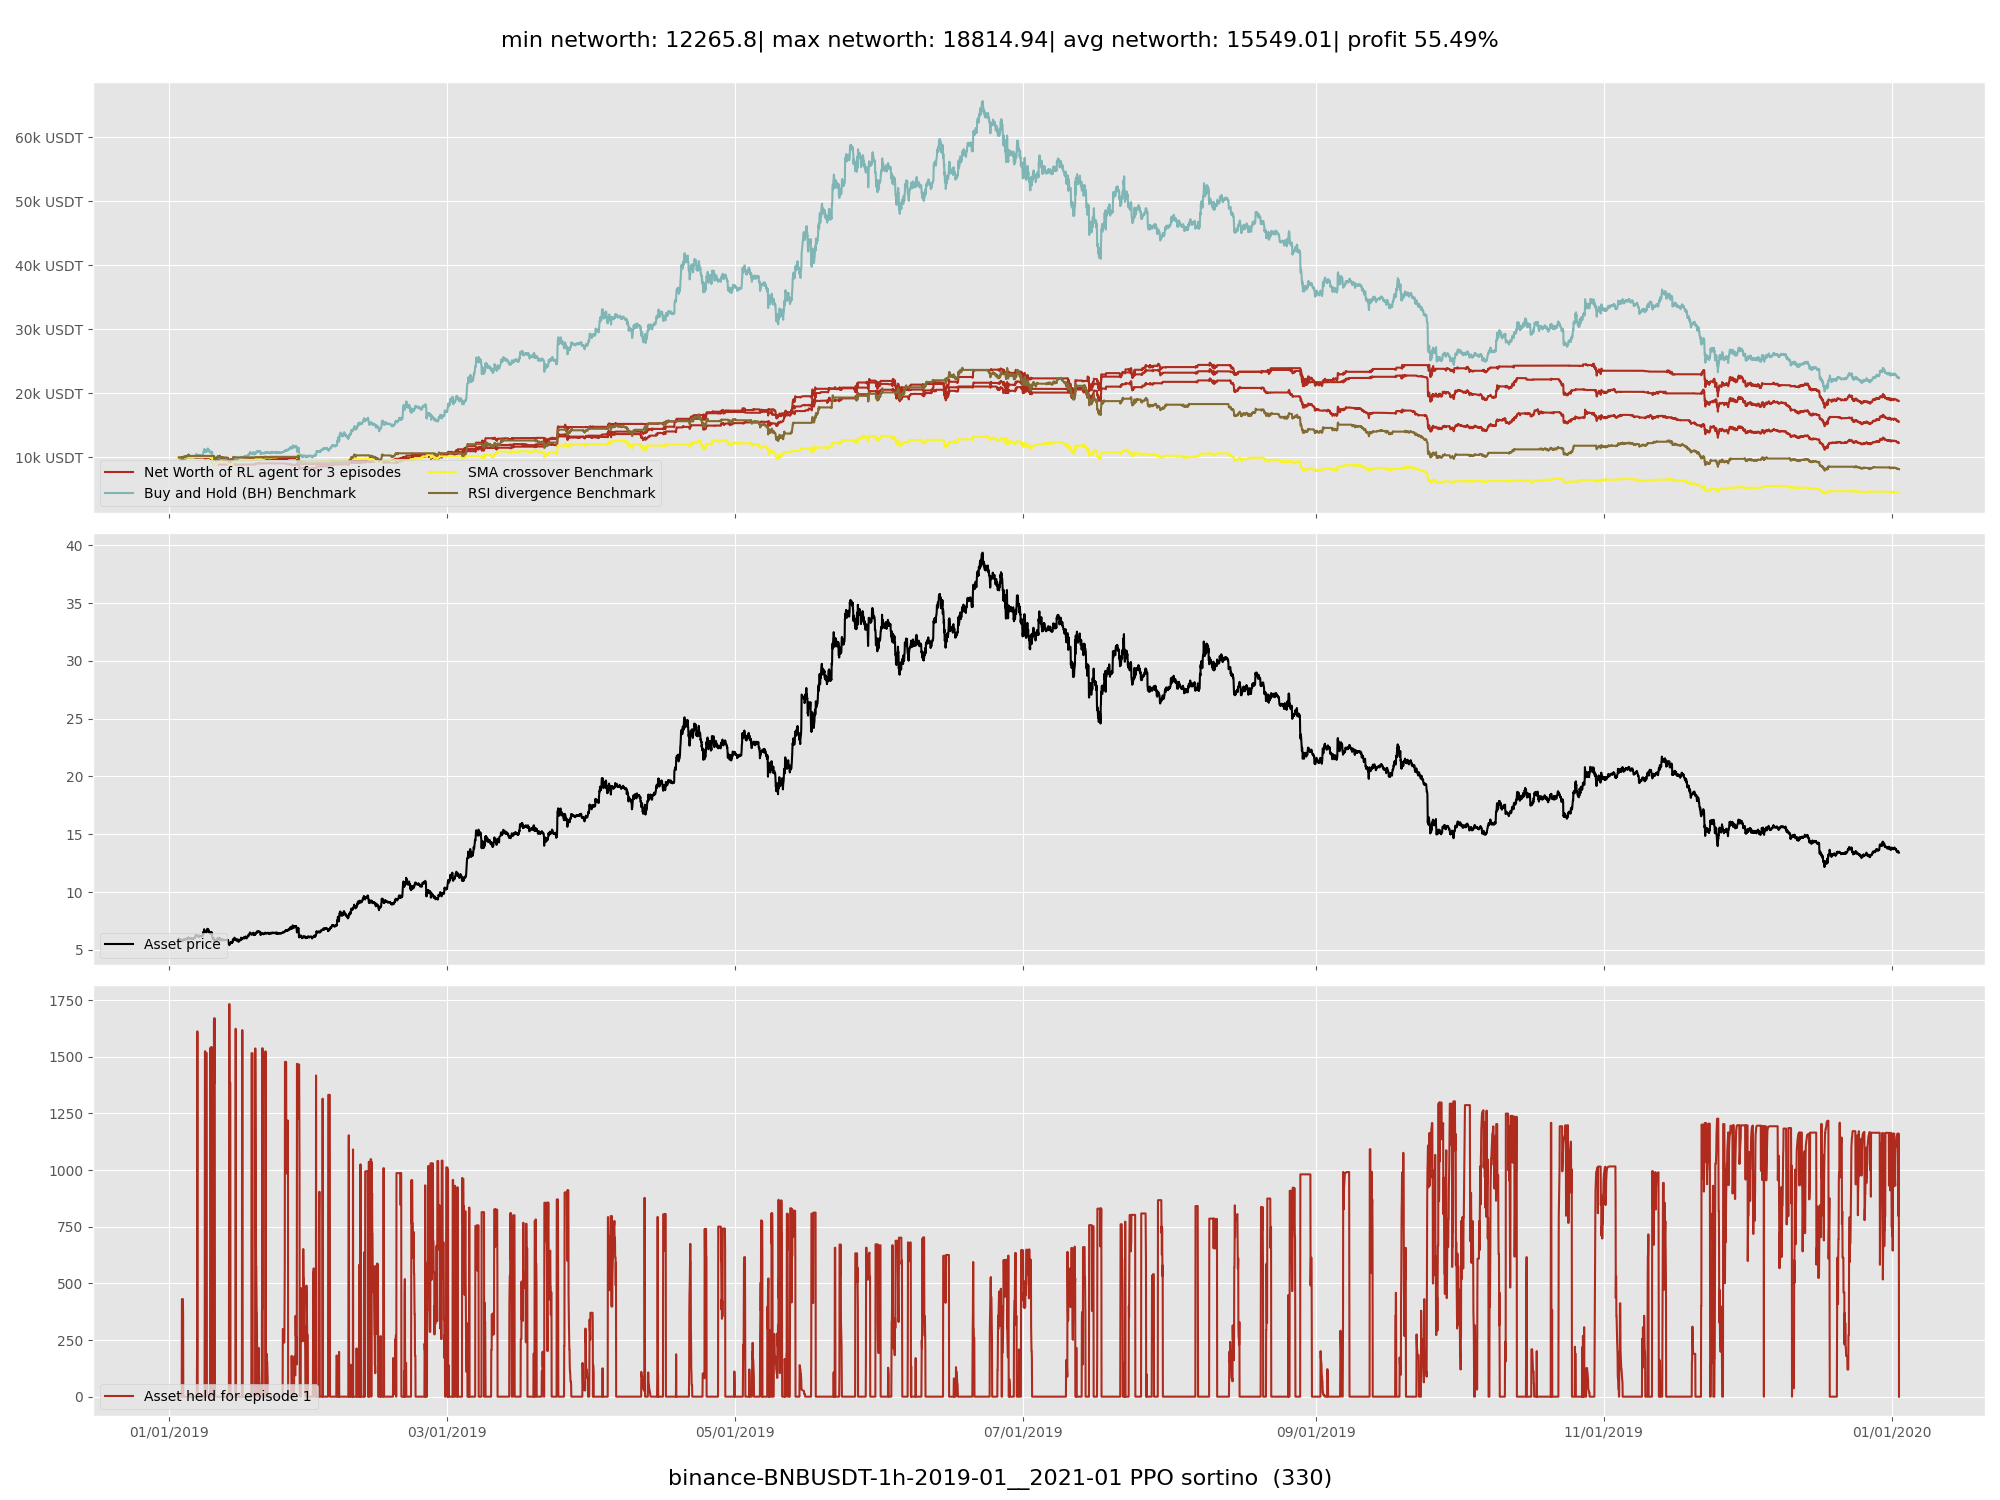 min networth: 12265.8| max networth: 18814.94| avg networth: 15549.01| profit 55.49%
60k USDT
50k USDT
40k USDT
30k USDT
20k USDT
10k USDT
Net Worth of RL agent for 3 episodes
Buy and Hold (BH) Benchmark
SMA crossover Benchmark
RSI divergence Benchmark
40
35
30
25
20
15
10
5
Asset price
1750
1500
1250
1000
750
500
250
0
Asset held for episode 1
01/01/2019 03/01/2019 05/01/2019 07/01/2019 09/01/2019 11/01/2019 01/01/2020
binance-BNBUSDT-1h-2019-01__2021-01 PPO sortino (330)